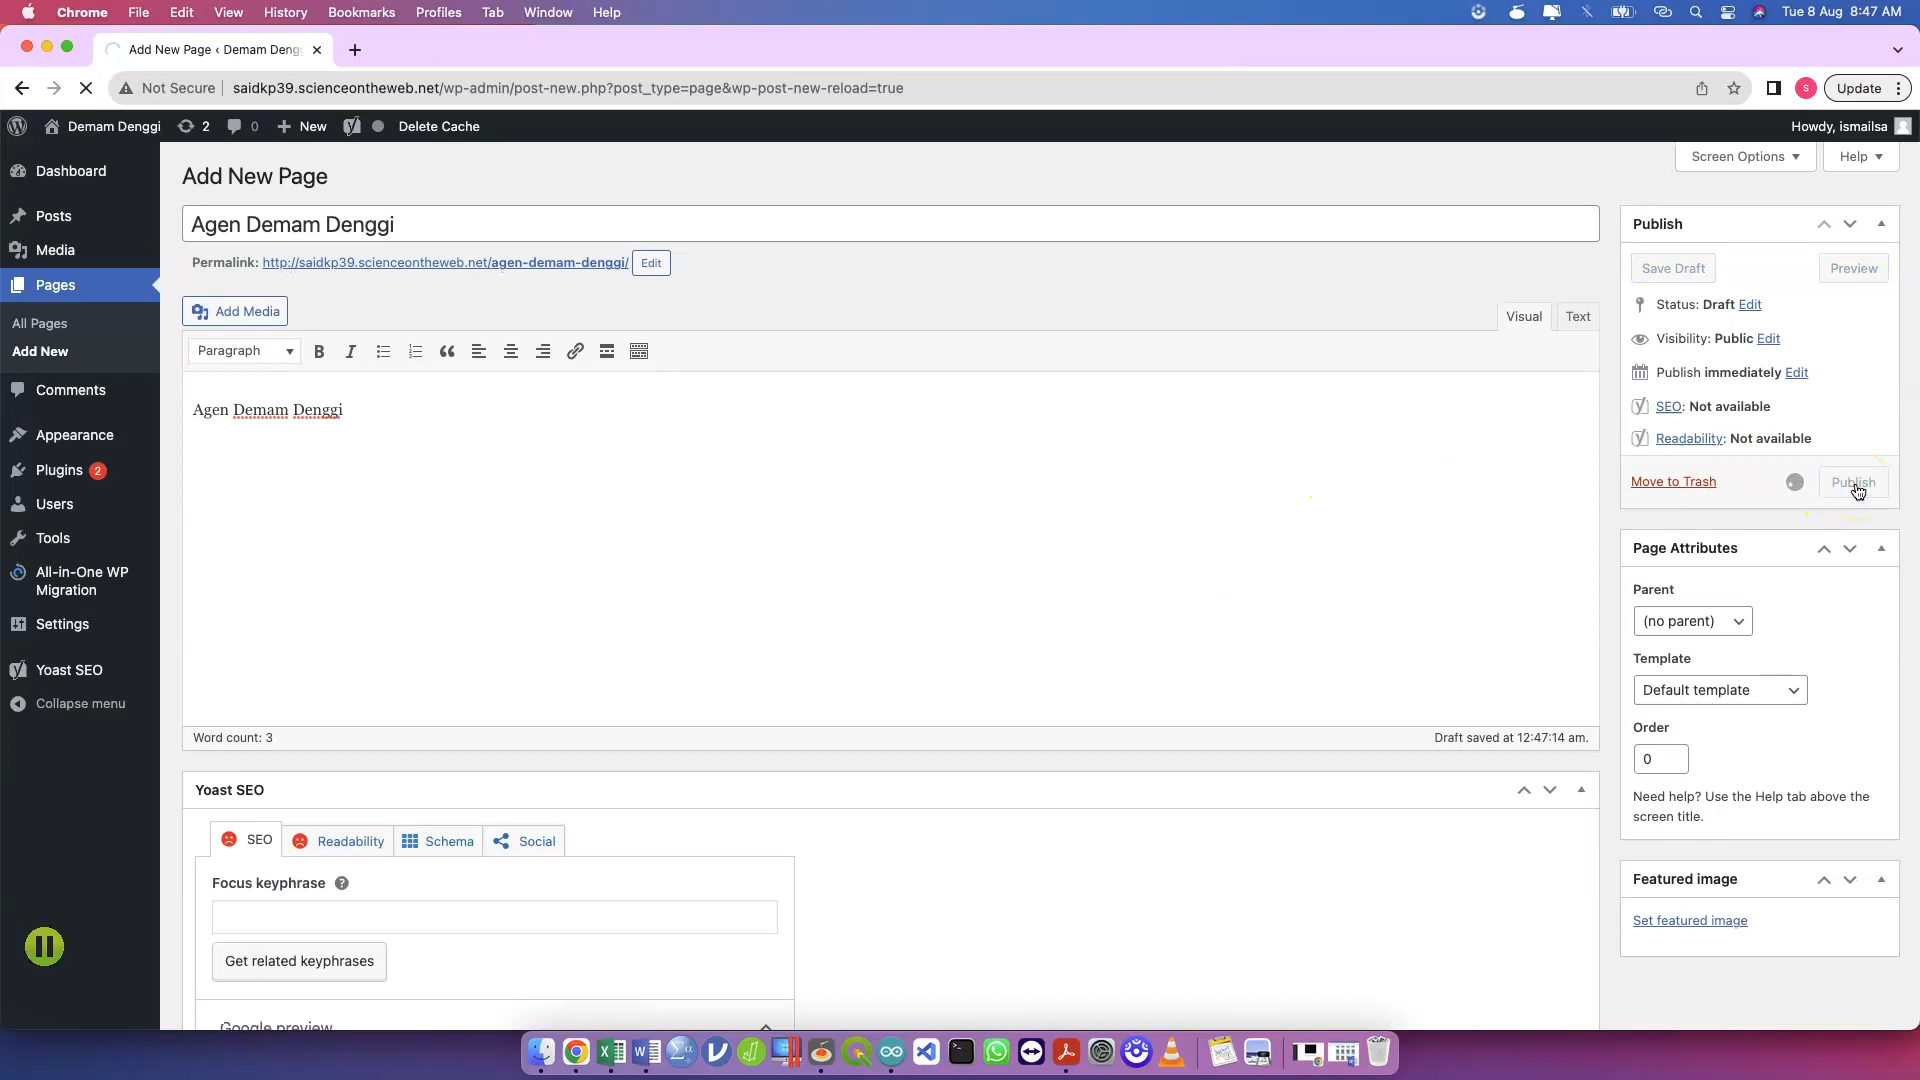 Chrome File Edit View History Bookmarks Profiles Tab Window Help Tue 8 Aug 8:47 AM
Add New Page ‹ Demam Deng
Not Secure saidkp39.scienceontheweb.net/wp-admin/post-new.php?post_type=page&wp-post-new-reload=true S Update
Demam Denggi 2 0 New Delete Cache Howdy, ismailsa
Screen Options Help
Dashboard
Posts
Media
Pages
All Pages
Add New
Comments
Appearance
Plugins 2
Users
Tools
All-in-One WP
Migration
Settings
Yoast SEO
Collapse menu
Add New Page
Agen Demam Denggi
Permalink: http://saidkp39.scienceontheweb.net/agen-demam-denggi/ Edit
Add Media
Visual Text
Paragraph B I
Agen Demam Denggi
Word count: 3 Draft saved at 12:47:14 am.
Yoast SEO
SEO Readability Schema Social
Focus keyphrase
Get related keyphrases
Google preview
Publish
Save Draft Preview
Status: Draft Edit
Visibility: Public Edit
Publish immediately Edit
SEO: Not available
Readability: Not available
Move to Trash Publish
Page Attributes
Parent
(no parent)
Template
Default template
Order
0
Need help? Use the Help tab above the
screen title.
Featured image
Set featured image